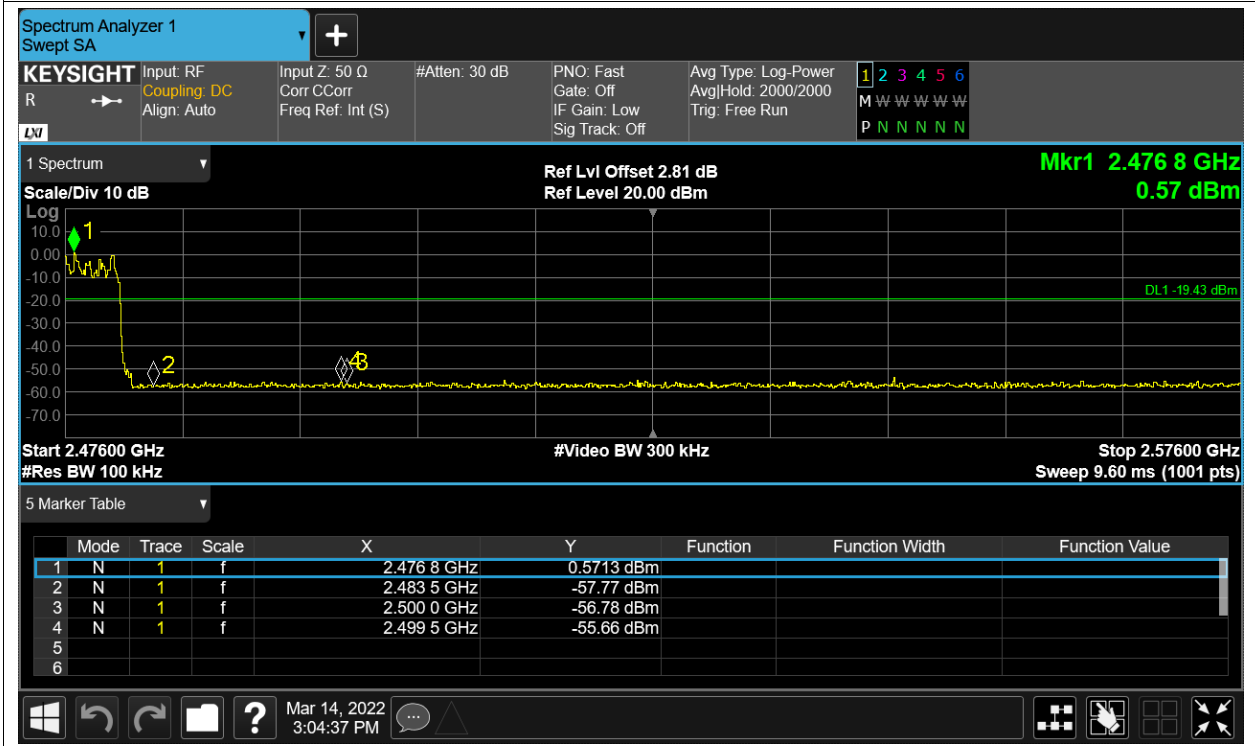 Spectrum Analyzer 1
Swept SA
+
KEYSIGHT Input: RF Input Z: 50 Ω #Atten: 30 dB PNO: Fast Avg Type: Log-Power 1 2 3 4 5 6
R Coupling: DC Corr CCorr Gate: Off Avg|Hold: 2000/2000 M W W W W W
Align: Auto Freq Ref: Int (S) IF Gain: Low Trig: Free Run
LXI Sig Track: Off P N N N N N
1 Spectrum Ref Lvl Offset 2.81 dB Mkr1 2.476 8 GHz
Scale/Div 10 dB Ref Level 20.00 dBm 0.57 dBm
Log
10.0 1
0.00
-10.0
-20.0 DL1 -19.43 dBm
-30.0
-40.0
-50.0 2 4 3
-60.0
-70.0
Start 2.47600 GHz #Video BW 300 kHz Stop 2.57600 GHz
#Res BW 100 kHz Sweep 9.60 ms (1001 pts)
5 Marker Table
Mode Trace Scale X Y Function Function Width Function Value
1 N 1 f 2.476 8 GHz 0.5713 dBm
2 N 1 f 2.483 5 GHz -57.77 dBm
3 N 1 f 2.500 0 GHz -56.78 dBm
4 N 1 f 2.499 5 GHz -55.66 dBm
5
6
? Mar 14, 2022
3:04:37 PM